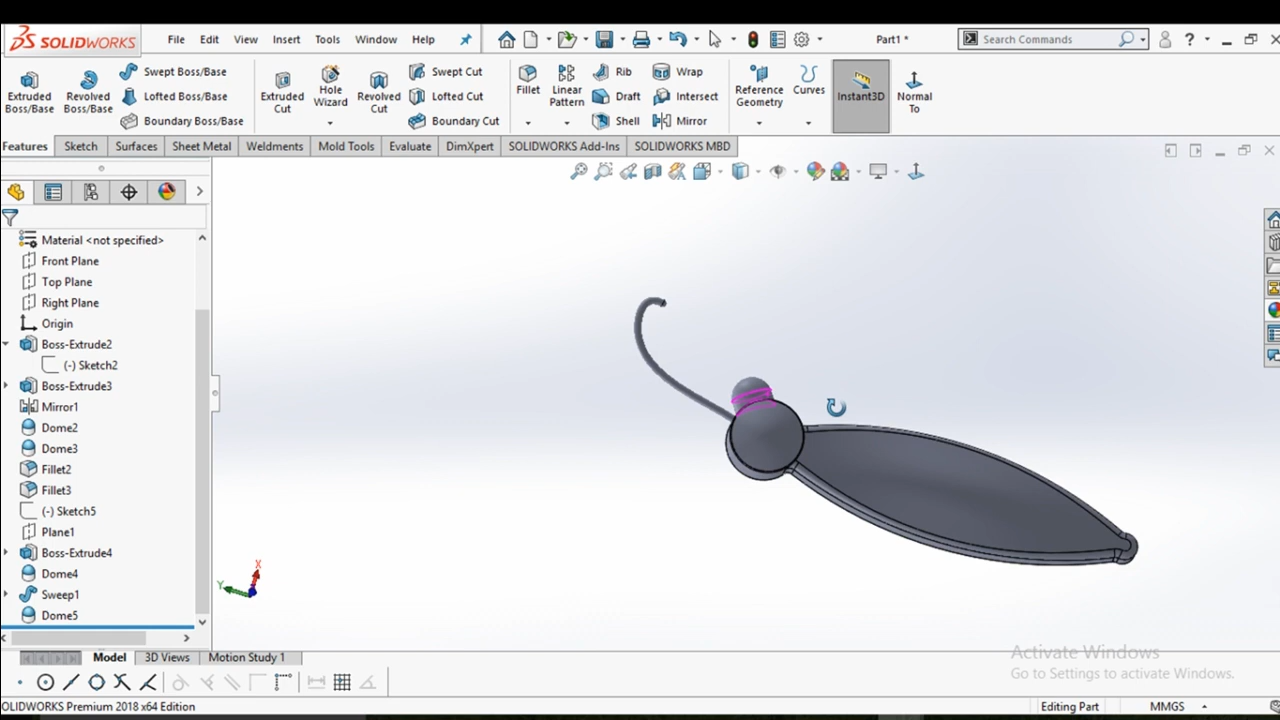 SOLIDWORKS File Edit View Insert Tools Window Help Part1 * Search Commands ?
Extruded Boss/Base
Revolved Boss/Base
Swept Boss/Base
Lofted Boss/Base
Boundary Boss/Base
Extruded Cut
Hole Wizard
Revolved Cut
Swept Cut
Lofted Cut
Boundary Cut
Fillet
Linear Pattern
Rib
Draft
Shell
Wrap
Intersect
Mirror
Reference Geometry
Curves
Instant3D
Normal To
Features Sketch Surfaces Sheet Metal Weldments Mold Tools Evaluate DimXpert SOLIDWORKS Add-Ins SOLIDWORKS MBD
Material <not specified>
Front Plane
Top Plane
Right Plane
Origin
Boss-Extrude2
(-) Sketch2
Boss-Extrude3
Mirror1
Dome2
Dome3
Fillet2
Fillet3
(-) Sketch5
Plane1
Boss-Extrude4
Dome4
Sweep1
Dome5
X
Y
Activate Windows
Go to Settings to activate Windows.
Model 3D Views Motion Study 1
OLIDWORKS Premium 2018 x64 Edition Editing Part MMGS